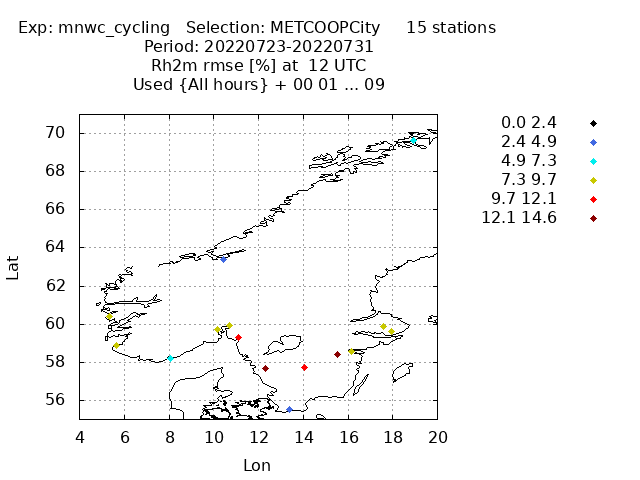 Exp: mnwc_cycling   Selection: METCOOPCity     15 stations
Period: 20220723-20220731
Rh2m rmse [%] at  12 UTC
Used {All hours} + 00 01 ... 09
0.0 2.4
2.4 4.9
4.9 7.3
7.3 9.7
9.7 12.1
12.1 14.6
Lat
70
68
66
64
62
60
58
56
4 6 8 10 12 14 16 18 20
Lon